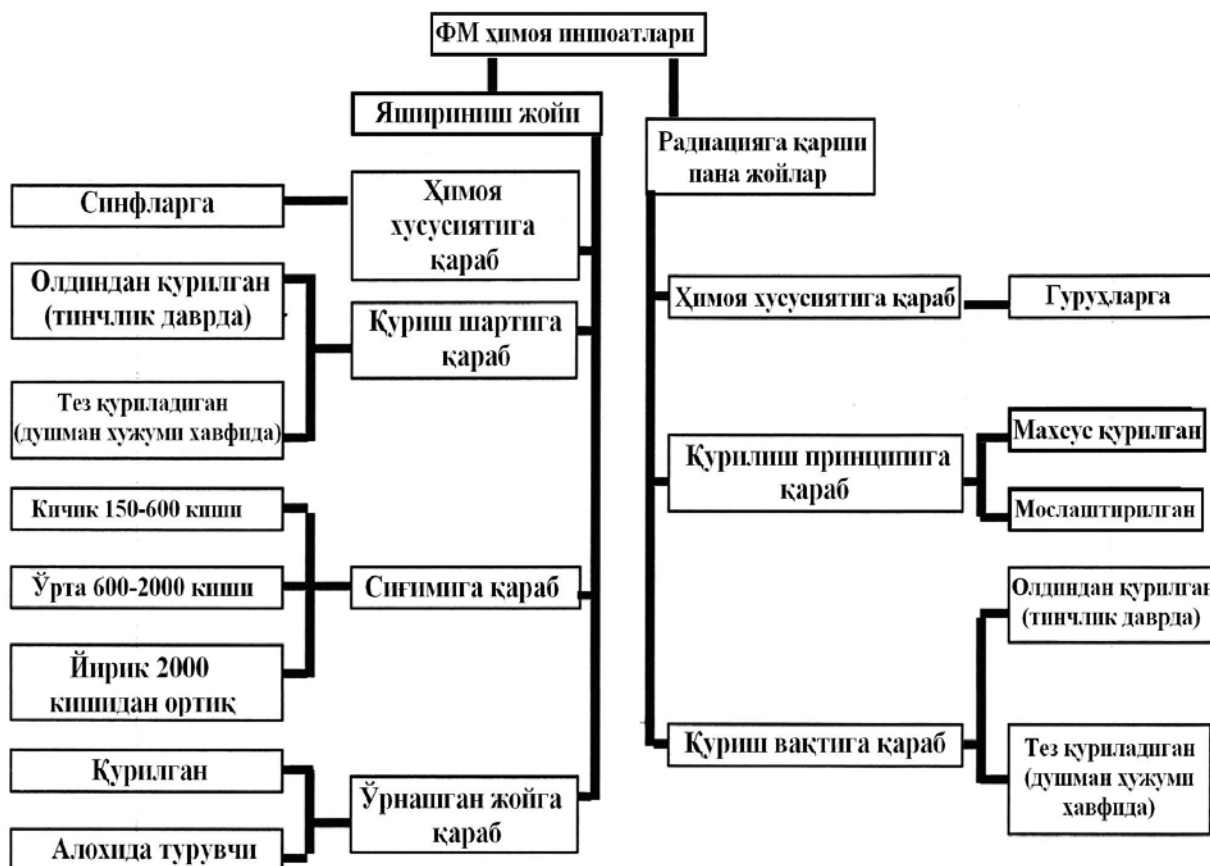 ФМ ҳимоя иншоатлари
Яшириниш жойи
Радиацияга қарши
пана жойлар
Синфларга
Ҳимоя
хусусиятига
қараб
Олдиндан қурилган
(тинчлик даврда)
Қуриш шартига
қараб
Тез қуриладиган
(душман хужуми хавфида)
Кичик 150-600 киши
Ўрта 600-2000 киши
Сиғимига қараб
Йирик 2000
кишидан ортиқ
Қурилган
Ўрнашган жойга
қараб
Алохида турувчи
Ҳимоя хусусиятига қараб
Гуруҳларга
Қурилиш принципига
қараб
Махсус қурилган
Мослаштирилган
Қуриш вақтига қараб
Олдиндан қурилган
(тинчлик даврда)
Тез қуриладиган
(душман ҳужуми
хавфида)